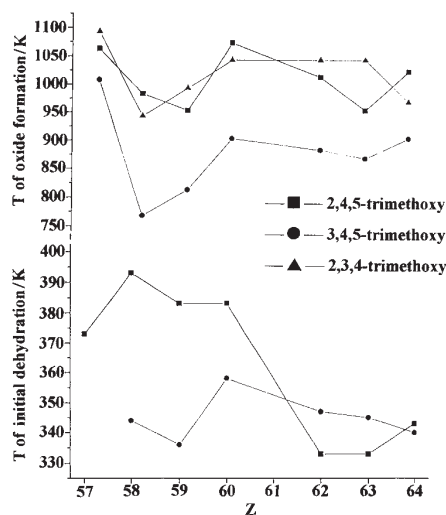 T of oxide formation/K
1100
1050
1000
950
900
850
800
750
2,4,5-trimethoxy
3,4,5-trimethoxy
2,3,4-trimethoxy
T of initial dehydration/K
400
390
380
370
360
350
340
330
57 58 59 60 61 62 63 64
Z